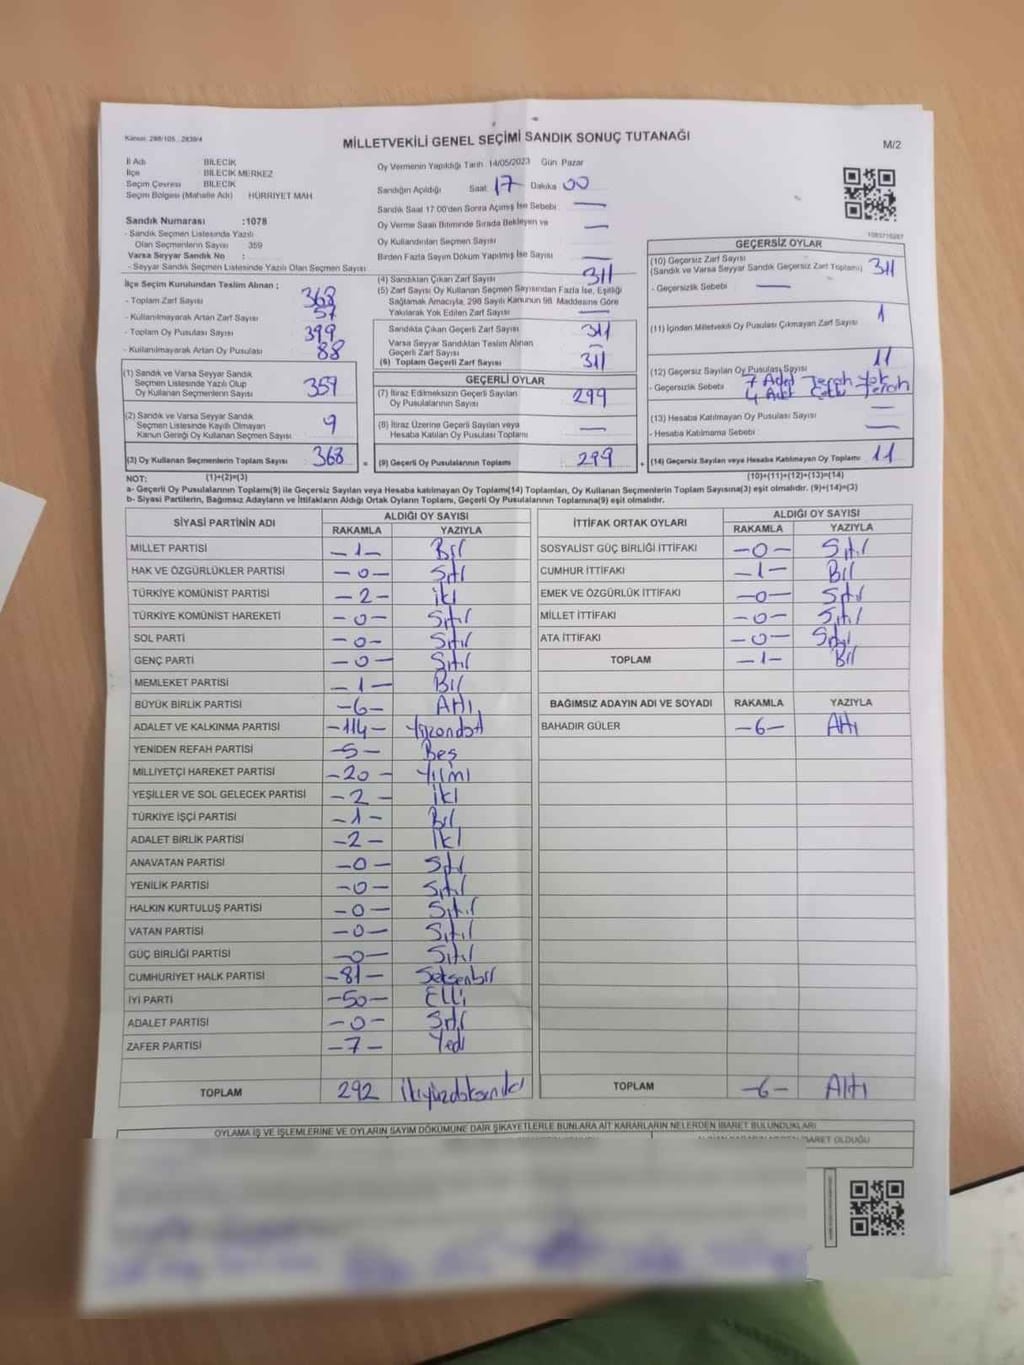 Kanun: 298/105 , 2839/4
MİLLETVEKİLİ GENEL SEÇİMİ SANDIK SONUÇ TUTANAĞI
M/2
İl Adı BİLECİK
İlçe BİLECİK MERKEZ
Seçim Çevresi BİLECİK
Seçim Bölgesi (Mahalle Adı) HÜRRİYET MAH
Sandık Numarası :1078
- Sandık Seçmen Listesinde Yazılı
Olan Seçmenlerin Sayısı 359
Varsa Seyyar Sandık No :
- Seyyar Sandık Seçmen Listesinde Yazılı Olan Seçmen Sayısı
Oy Vermenin Yapıldığı Tarih 14/05/2023 Gün Pazar
Sandığın Açıldığı Saat 17 Dakika 00
Sandık Saat 17.00'den Sonra Açılmış İse Sebebi —
Oy Verme Saati Bitiminde Sırada Bekleyen ve
Oy Kullandırılan Seçmen Sayısı —
Birden Fazla Sayım Döküm Yapılmış İse Sayısı —
İlçe Seçim Kurulundan Teslim Alınan ;
- Toplam Zarf Sayısı 368
- Kullanılmayarak Artan Zarf Sayısı 57
- Toplam Oy Pusulası Sayısı 399
- Kullanılmayarak Artan Oy Pusulası 88
(1) Sandık ve Varsa Seyyar Sandık
Seçmen Listesinde Yazılı Olup
Oy Kullanan Seçmenlerin Sayısı 359
(2) Sandık ve Varsa Seyyar Sandık
Seçmen Listesinde Kayılı Olmayan
Kanun Gereği Oy Kullanan Seçmen Sayısı 9
(3) Oy Kullanan Seçmenlerin Toplam Sayısı 368
(4) Sandıktan Çıkan Zarf Sayısı 311
(5) Zarf Sayısı Oy Kullanan Seçmen Sayısından Fazla İse, Eşitliği
Sağlamak Amacıyla, 298 Sayılı Kanunun 98. Maddesine Göre
Yakılarak Yok Edilen Zarf Sayısı —
Sandıkta Çıkan Geçerli Zarf Sayısı 311
Varsa Seyyar Sandıktan Teslim Alınan
Geçerli Zarf Sayısı —
(6) Toplam Geçerli Zarf Sayısı 311
GEÇERLİ OYLAR
(7) İtiraz Edilmeksizin Geçerli Sayılan
Oy Pusulalarının Sayısı 299
(8) İtiraz Üzerine Geçerli Sayılan veya
Hesaba Katılan Oy Pusulası Toplamı —
= (9) Geçerli Oy Pusulalarının Toplamı 299
GEÇERSİZ OYLAR
(10) Geçersiz Zarf Sayısı
(Sandık ve Varsa Seyyar Sandık Geçersiz Zarf Toplamı) 311
- Geçersizlik Sebebi —
(11) İçinden Milletvekili Oy Pusulası Çıkmayan Zarf Sayısı 1
(12) Geçersiz Sayılan Oy Pusulası Sayısı 11
- Geçersizlik Sebebi 7 Adet Tercih Yok
4 Adet Çoklu Tercih
(13) Hesaba Katılmayan Oy Pusulası Sayısı —
- Hesaba Katılmama Sebebi —
+ (14) Geçersiz Sayılan veya Hesaba Katılmayan Oy Toplamı 11
NOT: (1)+(2)=(3) (10)+(11)+(12)+(13)=(14)
a- Geçerli Oy Pusulalarının Toplamı(9) ile Geçersiz Sayılan veya Hesaba katılmayan Oy Toplamı(14) Toplamları, Oy Kullanan Seçmenlerin Toplam Sayısına(3) eşit olmalıdır. (9)+(14)=(3)
b- Siyasi Partilerin, Bağımsız Adayların ve İttifakların Aldığı Ortak Oyların Toplamı, Geçerli Oy Pusulalarının Toplamına(9) eşit olmalıdır.
SİYASİ PARTİNİN ADI ALDIĞI OY SAYISI
RAKAMLA YAZIYLA
MİLLET PARTİSİ -1- Bir
HAK VE ÖZGÜRLÜKLER PARTİSİ -0- Sıfır
TÜRKİYE KOMÜNİST PARTİSİ -2- İki
TÜRKİYE KOMÜNİST HAREKETİ -0- Sıfır
SOL PARTİ -0- Sıfır
GENÇ PARTİ -0- Sıfır
MEMLEKET PARTİSİ -1- Bir
BÜYÜK BİRLİK PARTİSİ -6- Altı
ADALET VE KALKINMA PARTİSİ -114- Yüzondört
YENİDEN REFAH PARTİSİ -5- Beş
MİLLİYETÇİ HAREKET PARTİSİ -20- Yirmi
YEŞİLLER VE SOL GELECEK PARTİSİ -2- İki
TÜRKİYE İŞÇİ PARTİSİ -1- Bir
ADALET BİRLİK PARTİSİ -2- İki
ANAVATAN PARTİSİ -0- Sıfır
YENİLİK PARTİSİ -0- Sıfır
HALKIN KURTULUŞ PARTİSİ -0- Sıfır
VATAN PARTİSİ -0- Sıfır
GÜÇ BİRLİĞİ PARTİSİ -0- Sıfır
CUMHURİYET HALK PARTİSİ -81- Seksenbir
İYİ PARTİ -50- Elli
ADALET PARTİSİ -0- Sıfır
ZAFER PARTİSİ -7- Yedi
TOPLAM 292 İkiyüzdoksaniki
İTTİFAK ORTAK OYLARI ALDIĞI OY SAYISI
RAKAMLA YAZIYLA
SOSYALİST GÜÇ BİRLİĞİ İTTİFAKI -0- Sıfır
CUMHUR İTTİFAKI -1- Bir
EMEK VE ÖZGÜRLÜK İTTİFAKI -0- Sıfır
MİLLET İTTİFAKI -0- Sıfır
ATA İTTİFAKI -0- Sıfır
TOPLAM -1- Bir
BAĞIMSIZ ADAYIN ADI VE SOYADI RAKAMLA YAZIYLA
BAHADIR GÜLER -6- Altı
TOPLAM -6- Altı
OYLAMA İŞ VE İŞLEMLERİNE VE OYLARIN SAYIM DÖKÜMÜNE DAİR ŞİKAYETLERLE BUNLARA AİT KARARLARIN NELERDEN İBARET BULUNDUKLARI
İBARET OLDUĞU